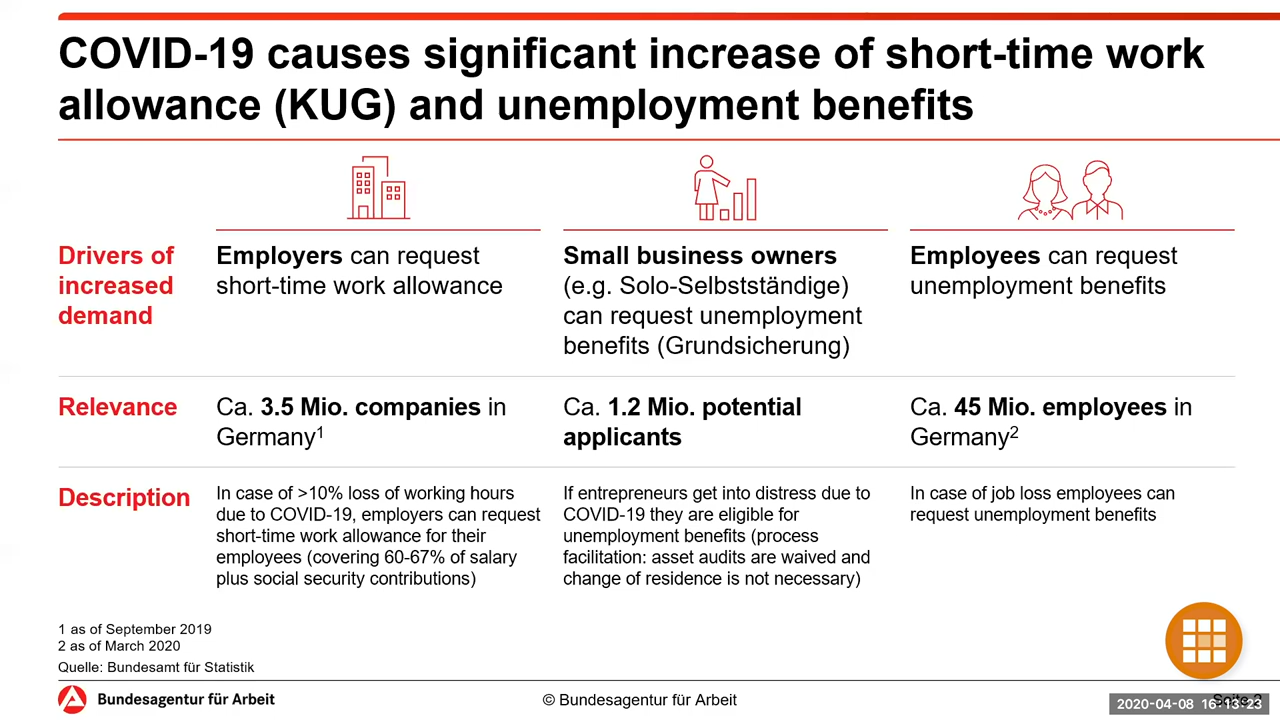 COVID-19 causes significant increase of short-time work
allowance (KUG) and unemployment benefits
Drivers of
increased
demand
Employers can request
short-time work allowance
Small business owners
(e.g. Solo-Selbstständige)
can request unemployment
benefits (Grundsicherung)
Employees can request
unemployment benefits
Relevance
Ca. 3.5 Mio. companies in
Germany1
Ca. 1.2 Mio. potential
applicants
Ca. 45 Mio. employees in
Germany2
Description
In case of >10% loss of working hours
due to COVID-19, employers can request
short-time work allowance for their
employees (covering 60-67% of salary
plus social security contributions)
If entrepreneurs get into distress due to
COVID-19 they are eligible for
unemployment benefits (process
facilitation: asset audits are waived and
change of residence is not necessary)
In case of job loss employees can
request unemployment benefits
1 as of September 2019
2 as of March 2020
Quelle: Bundesamt für Statistik
Bundesagentur für Arbeit
© Bundesagentur für Arbeit
2020-04-08 16:13:23